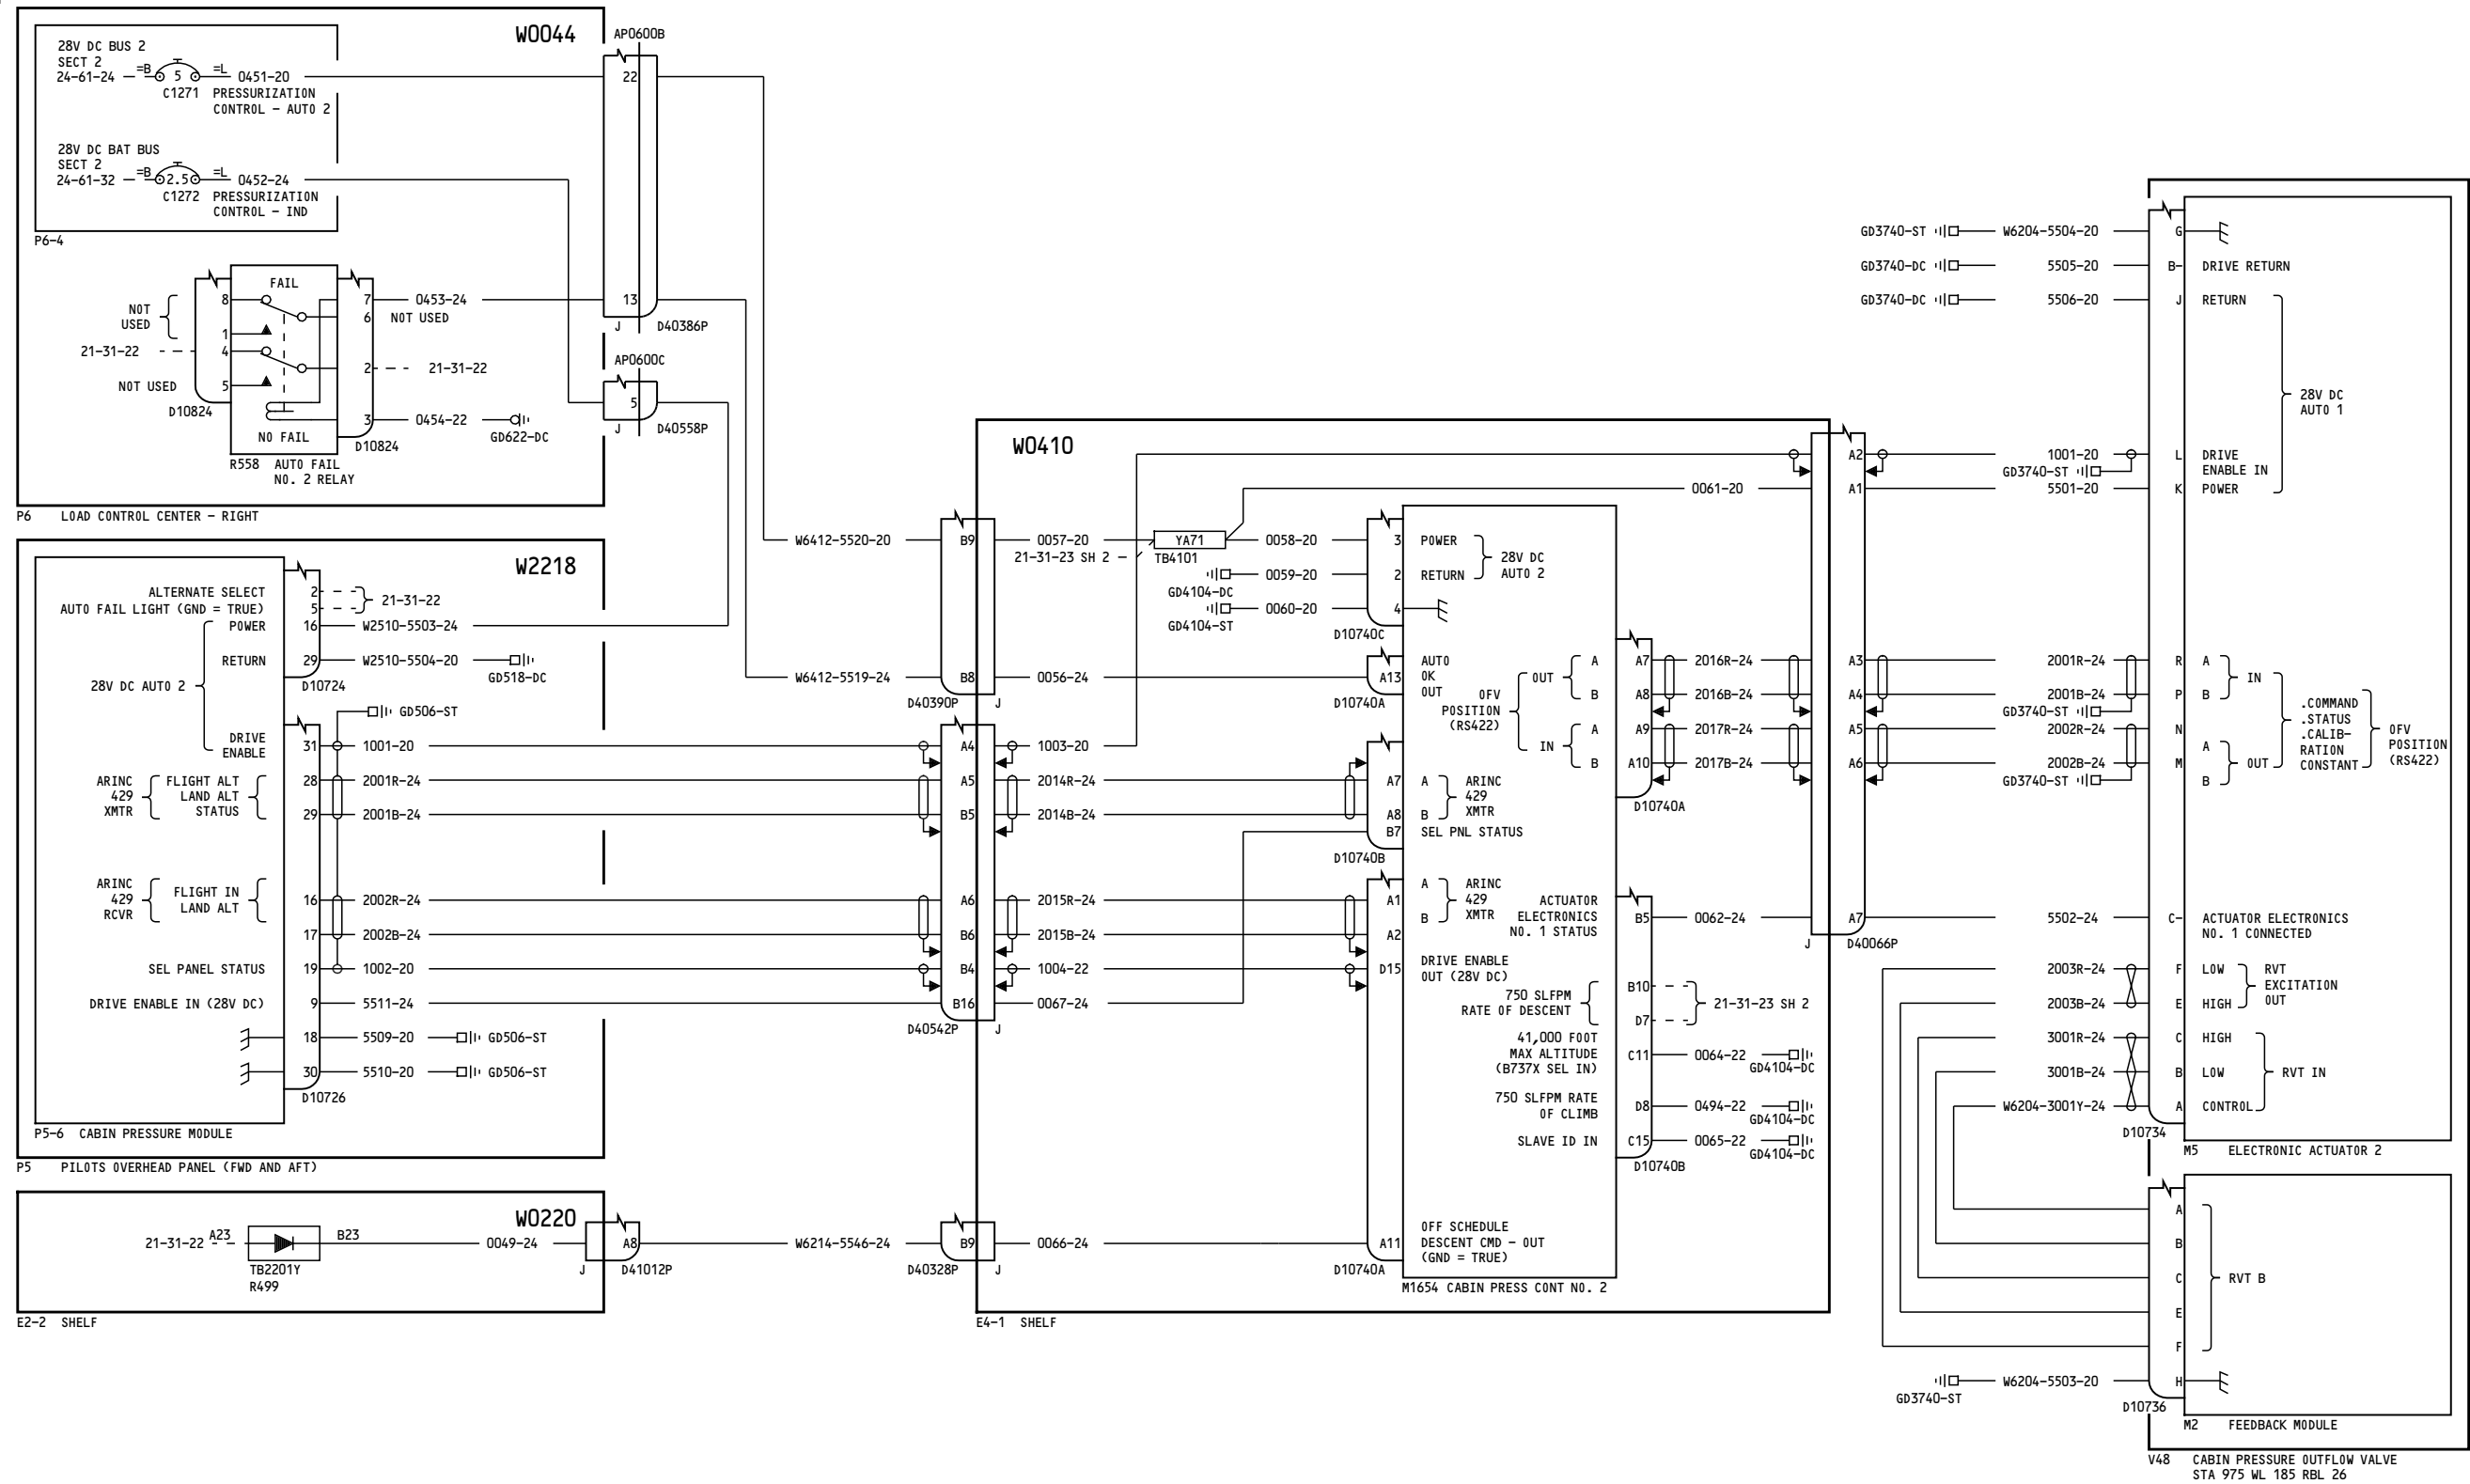 W0044
28V DC BUS 2
SECT 2
24-61-24
=B
5
=L
0451-20
C1271
PRESSURIZATION
CONTROL - AUTO 2
28V DC BAT BUS
SECT 2
24-61-32
=B
2.5
=L
0452-24
C1272
PRESSURIZATION
CONTROL - IND
P6-4
AP0600B
22
13
J
D40386P
AP0600C
5
J
D40558P
FAIL
NOT
USED
8
1
21-31-22
4
NOT USED
5
D10824
7
0453-24
6
NOT USED
2
21-31-22
3
0454-22
GD622-DC
D10824
NO FAIL
R558
AUTO FAIL
NO. 2 RELAY
P6
LOAD CONTROL CENTER - RIGHT
W2218
ALTERNATE SELECT
2
AUTO FAIL LIGHT (GND = TRUE)
5
21-31-22
POWER
16
W2510-5503-24
RETURN
29
W2510-5504-20
GD518-DC
28V DC AUTO 2
D10724
GD506-ST
DRIVE
ENABLE
31
1001-20
ARINC
429
XMTR
FLIGHT ALT
LAND ALT
STATUS
28
2001R-24
29
2001B-24
ARINC
429
RCVR
FLIGHT IN
LAND ALT
16
2002R-24
17
2002B-24
SEL PANEL STATUS
19
1002-20
DRIVE ENABLE IN (28V DC)
9
5511-24
18
5509-20
GD506-ST
30
5510-20
GD506-ST
D10726
P5-6
CABIN PRESSURE MODULE
P5
PILOTS OVERHEAD PANEL (FWD AND AFT)
W0220
21-31-22
A23
B23
TB2201Y
R499
0049-24
J
A8
D41012P
E2-2
SHELF
W6214-5546-24
B9
D40328P
J
0066-24
W0410
W6412-5520-20
B9
0057-20
21-31-23 SH 2
YA71
TB4101
0058-20
0061-20
GD4104-DC
0059-20
GD4104-ST
0060-20
W6412-5519-24
B8
0056-24
D40390P
J
A4
1003-20
A5
2014R-24
B5
2014B-24
A6
2015R-24
B6
2015B-24
B4
1004-22
B16
0067-24
D40542P
J
3
POWER
2
RETURN
28V DC
AUTO 2
4
D10740C
A13
AUTO
OK
OUT
D10740A
A7
A
A8
B
ARINC
429
XMTR
B7
SEL PNL STATUS
D10740B
A1
A
A2
B
ARINC
429
XMTR
D15
DRIVE ENABLE
OUT (28V DC)
A11
OFF SCHEDULE
DESCENT CMD - OUT
(GND = TRUE)
D10740A
OFV
POSITION
(RS422)
OUT
A
B
IN
A
B
A7
2016R-24
A8
2016B-24
A9
2017R-24
A10
2017B-24
D10740A
ACTUATOR
ELECTRONICS
NO. 1 STATUS
B5
0062-24
750 SLFPM
RATE OF DESCENT
B10
D7
21-31-23 SH 2
41,000 FOOT
MAX ALTITUDE
(B737X SEL IN)
C11
0064-22
GD4104-DC
750 SLFPM RATE
OF CLIMB
D8
0494-22
GD4104-DC
SLAVE ID IN
C15
0065-22
GD4104-DC
D10740B
M1654 CABIN PRESS CONT NO. 2
E4-1
SHELF
A2
A1
A3
A4
A5
A6
A7
J
D40066P
GD3740-ST
W6204-5504-20
G
GD3740-DC
5505-20
B-
DRIVE RETURN
GD3740-DC
5506-20
J
RETURN
28V DC
AUTO 1
1001-20
L
DRIVE
ENABLE IN
GD3740-ST
5501-20
K
POWER
2001R-24
R
A
2001B-24
P
B
IN
GD3740-ST
2002R-24
N
A
2002B-24
M
B
OUT
GD3740-ST
.COMMAND
.STATUS
.CALIB-
RATION
CONSTANT
OFV
POSITION
(RS422)
5502-24
C-
ACTUATOR ELECTRONICS
NO. 1 CONNECTED
2003R-24
F
LOW
2003B-24
E
HIGH
RVT
EXCITATION
OUT
3001R-24
C
HIGH
3001B-24
B
LOW
RVT IN
W6204-3001Y-24
A
CONTROL
D10734
M5
ELECTRONIC ACTUATOR 2
A
B
C
E
F
RVT B
GD3740-ST
W6204-5503-20
H
D10736
M2
FEEDBACK MODULE
V48
CABIN PRESSURE OUTFLOW VALVE
STA 975 WL 185 RBL 26